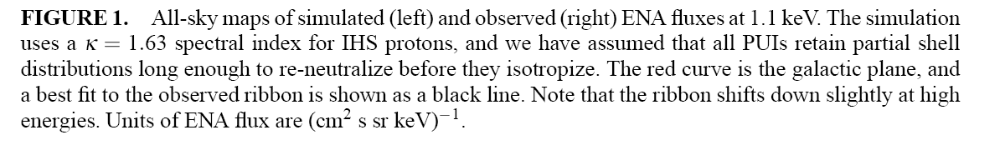 FIGURE 1. All-sky maps of simulated (left) and observed (right) ENA fluxes at 1.1 keV. The simulation
uses a κ = 1.63 spectral index for IHS protons, and we have assumed that all PUIs retain partial shell
distributions long enough to re-neutralize before they isotropize. The red curve is the galactic plane, and
a best fit to the observed ribbon is shown as a black line. Note that the ribbon shifts down slightly at high
energies. Units of ENA flux are (cm² s sr keV)⁻¹.